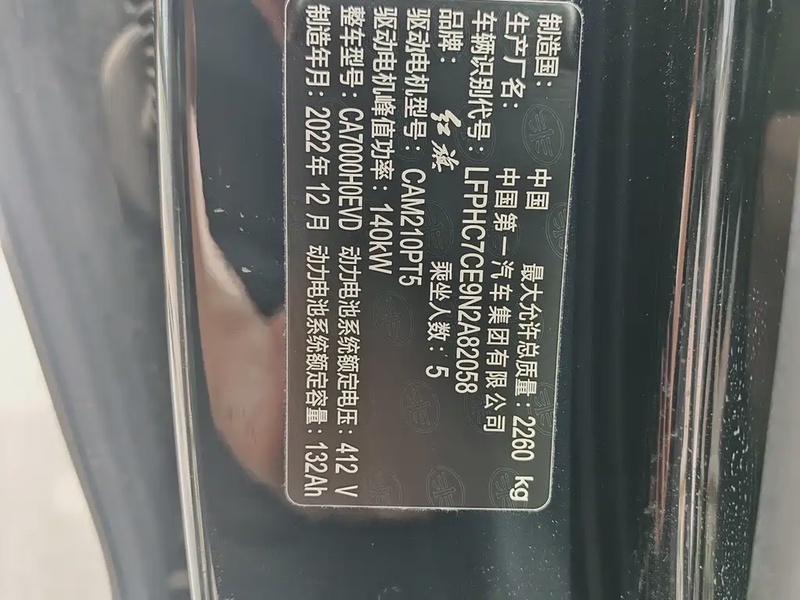 制造国： 中国 最大允许总质量：2260 kg
生产厂名： 中国第一汽车集团有限公司
车辆识别代号：LFPHC7CE9N2A82058
品牌： 红旗 乘坐人数：5
驱动电机型号：CAM210PT5
驱动电机峰值功率：140kW
整车型号：CA7000H0EVD 动力电池系统额定电压：412 V
制造年月：2022年12月 动力电池系统额定容量：132Ah